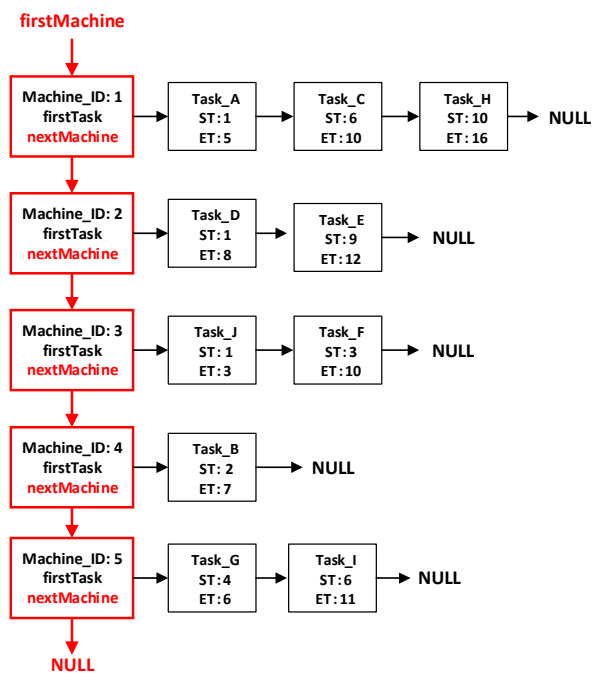 firstMachine
Machine_ID: 1
firstTask
nextMachine
Task_A
ST: 1
ET: 5
Task_C
ST: 6
ET: 10
Task_H
ST: 10
ET: 16
NULL
Machine_ID: 2
firstTask
nextMachine
Task_D
ST: 1
ET: 8
Task_E
ST: 9
ET: 12
NULL
Machine_ID: 3
firstTask
nextMachine
Task_J
ST: 1
ET: 3
Task_F
ST: 3
ET: 10
NULL
Machine_ID: 4
firstTask
nextMachine
Task_B
ST: 2
ET: 7
NULL
Machine_ID: 5
firstTask
nextMachine
Task_G
ST: 4
ET: 6
Task_I
ST: 6
ET: 11
NULL
NULL